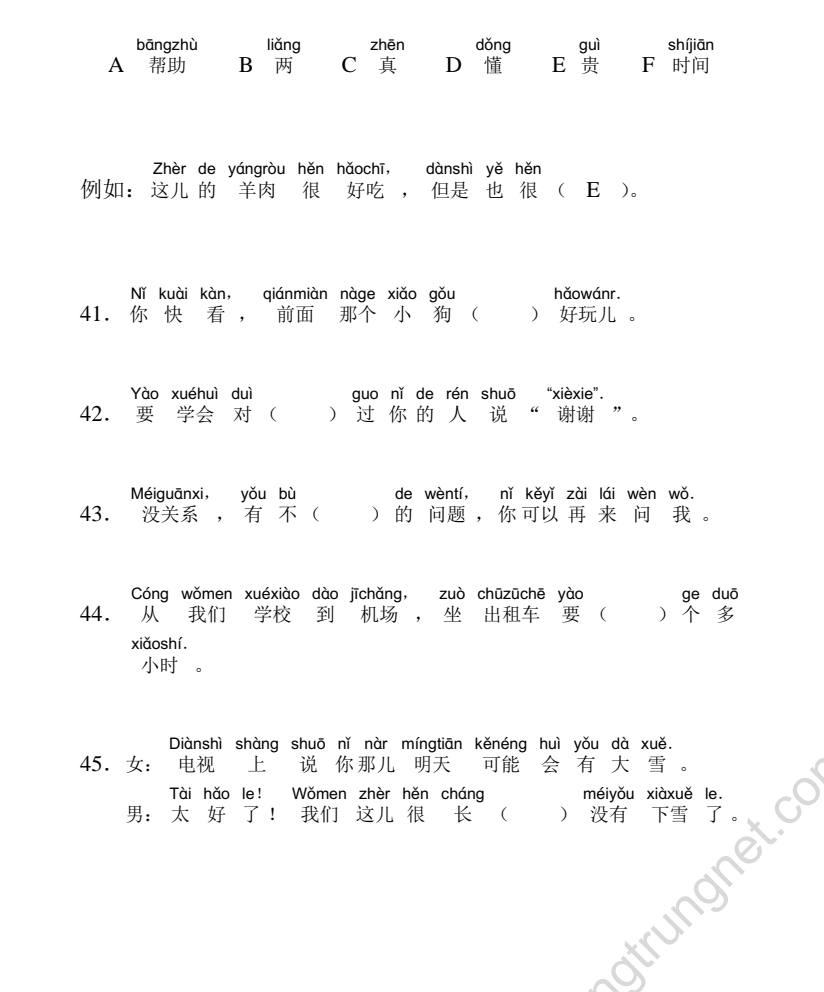 bāngzhù liǎng zhēn dǒng guì shíjiān
A 帮助 B 两 C 真 D 懂 E 贵 F 时间
Zhèr de yángròu hěn hǎochī, dànshì yě hěn
例如：这儿 的 羊肉 很 好吃 ， 但是 也 很 （ E ）。
Nǐ kuài kàn, qiánmiàn nàge xiǎo gǒu hǎowánr.
41. 你 快 看 ， 前面 那个 小 狗 （ ） 好玩儿 。
Yào xuéhuì duì guo nǐ de rén shuō “xièxie”.
42. 要 学会 对 （ ） 过 你 的 人 说 “ 谢谢 ” 。
Méiguānxi, yǒu bù de wèntí, nǐ kěyǐ zài lái wèn wǒ.
43. 没关系 ， 有 不 （ ） 的 问题 ，你 可以 再 来 问 我 。
Cóng wǒmen xuéxiào dào jīchǎng, zuò chūzūchē yào ge duō
44. 从 我们 学校 到 机场 ， 坐 出租车 要 （ ） 个 多
xiǎoshí.
小时 。
Diànshì shàng shuō nǐ nàr míngtiān kěnéng huì yǒu dà xuě.
45. 女： 电视 上 说 你 那儿 明天 可能 会 有 大 雪 。
Tài hǎo le! Wǒmen zhèr hěn cháng méiyǒu xiàxuě le.
男： 太 好 了 ！ 我们 这儿 很 长 （ ） 没有 下雪 了 。
gtrungnet.com